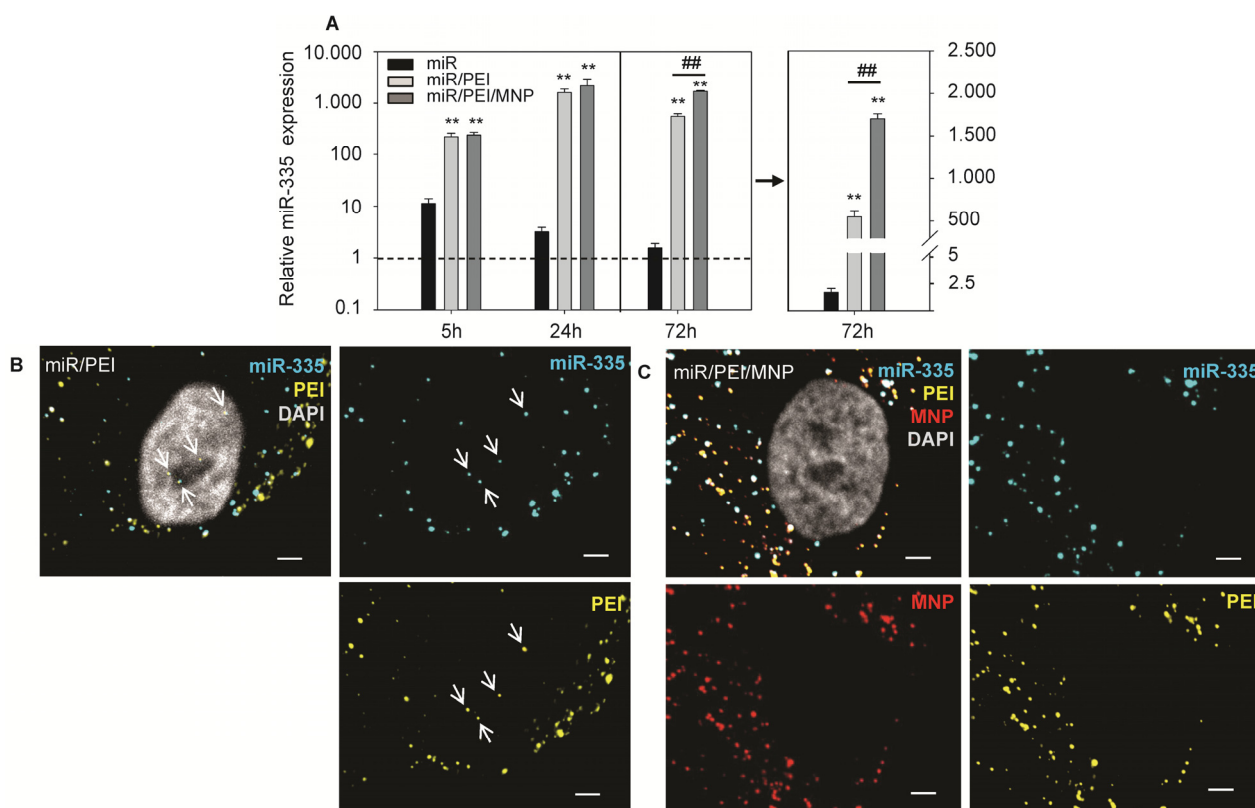 A
Relative miR-335 expression
10.000
1.000
100
10
1
0.1
miR
miR/PEI
miR/PEI/MNP
** **
** **
##
** **
5h 24h 72h
##
**
**
2.500
2.000
1.500
1.000
500
5
2.5
72h
B
miR/PEI
miR-335
PEI
DAPI
miR-335
PEI
C
miR/PEI/MNP
miR-335
PEI
MNP
DAPI
miR-335
MNP
PEI